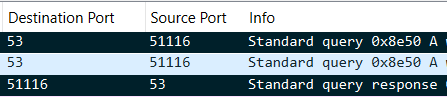 Destination Port Source Port Info
53 51116 Standard query 0x8e50 A
53 51116 Standard query 0x8e50 A
51116 53 Standard query response